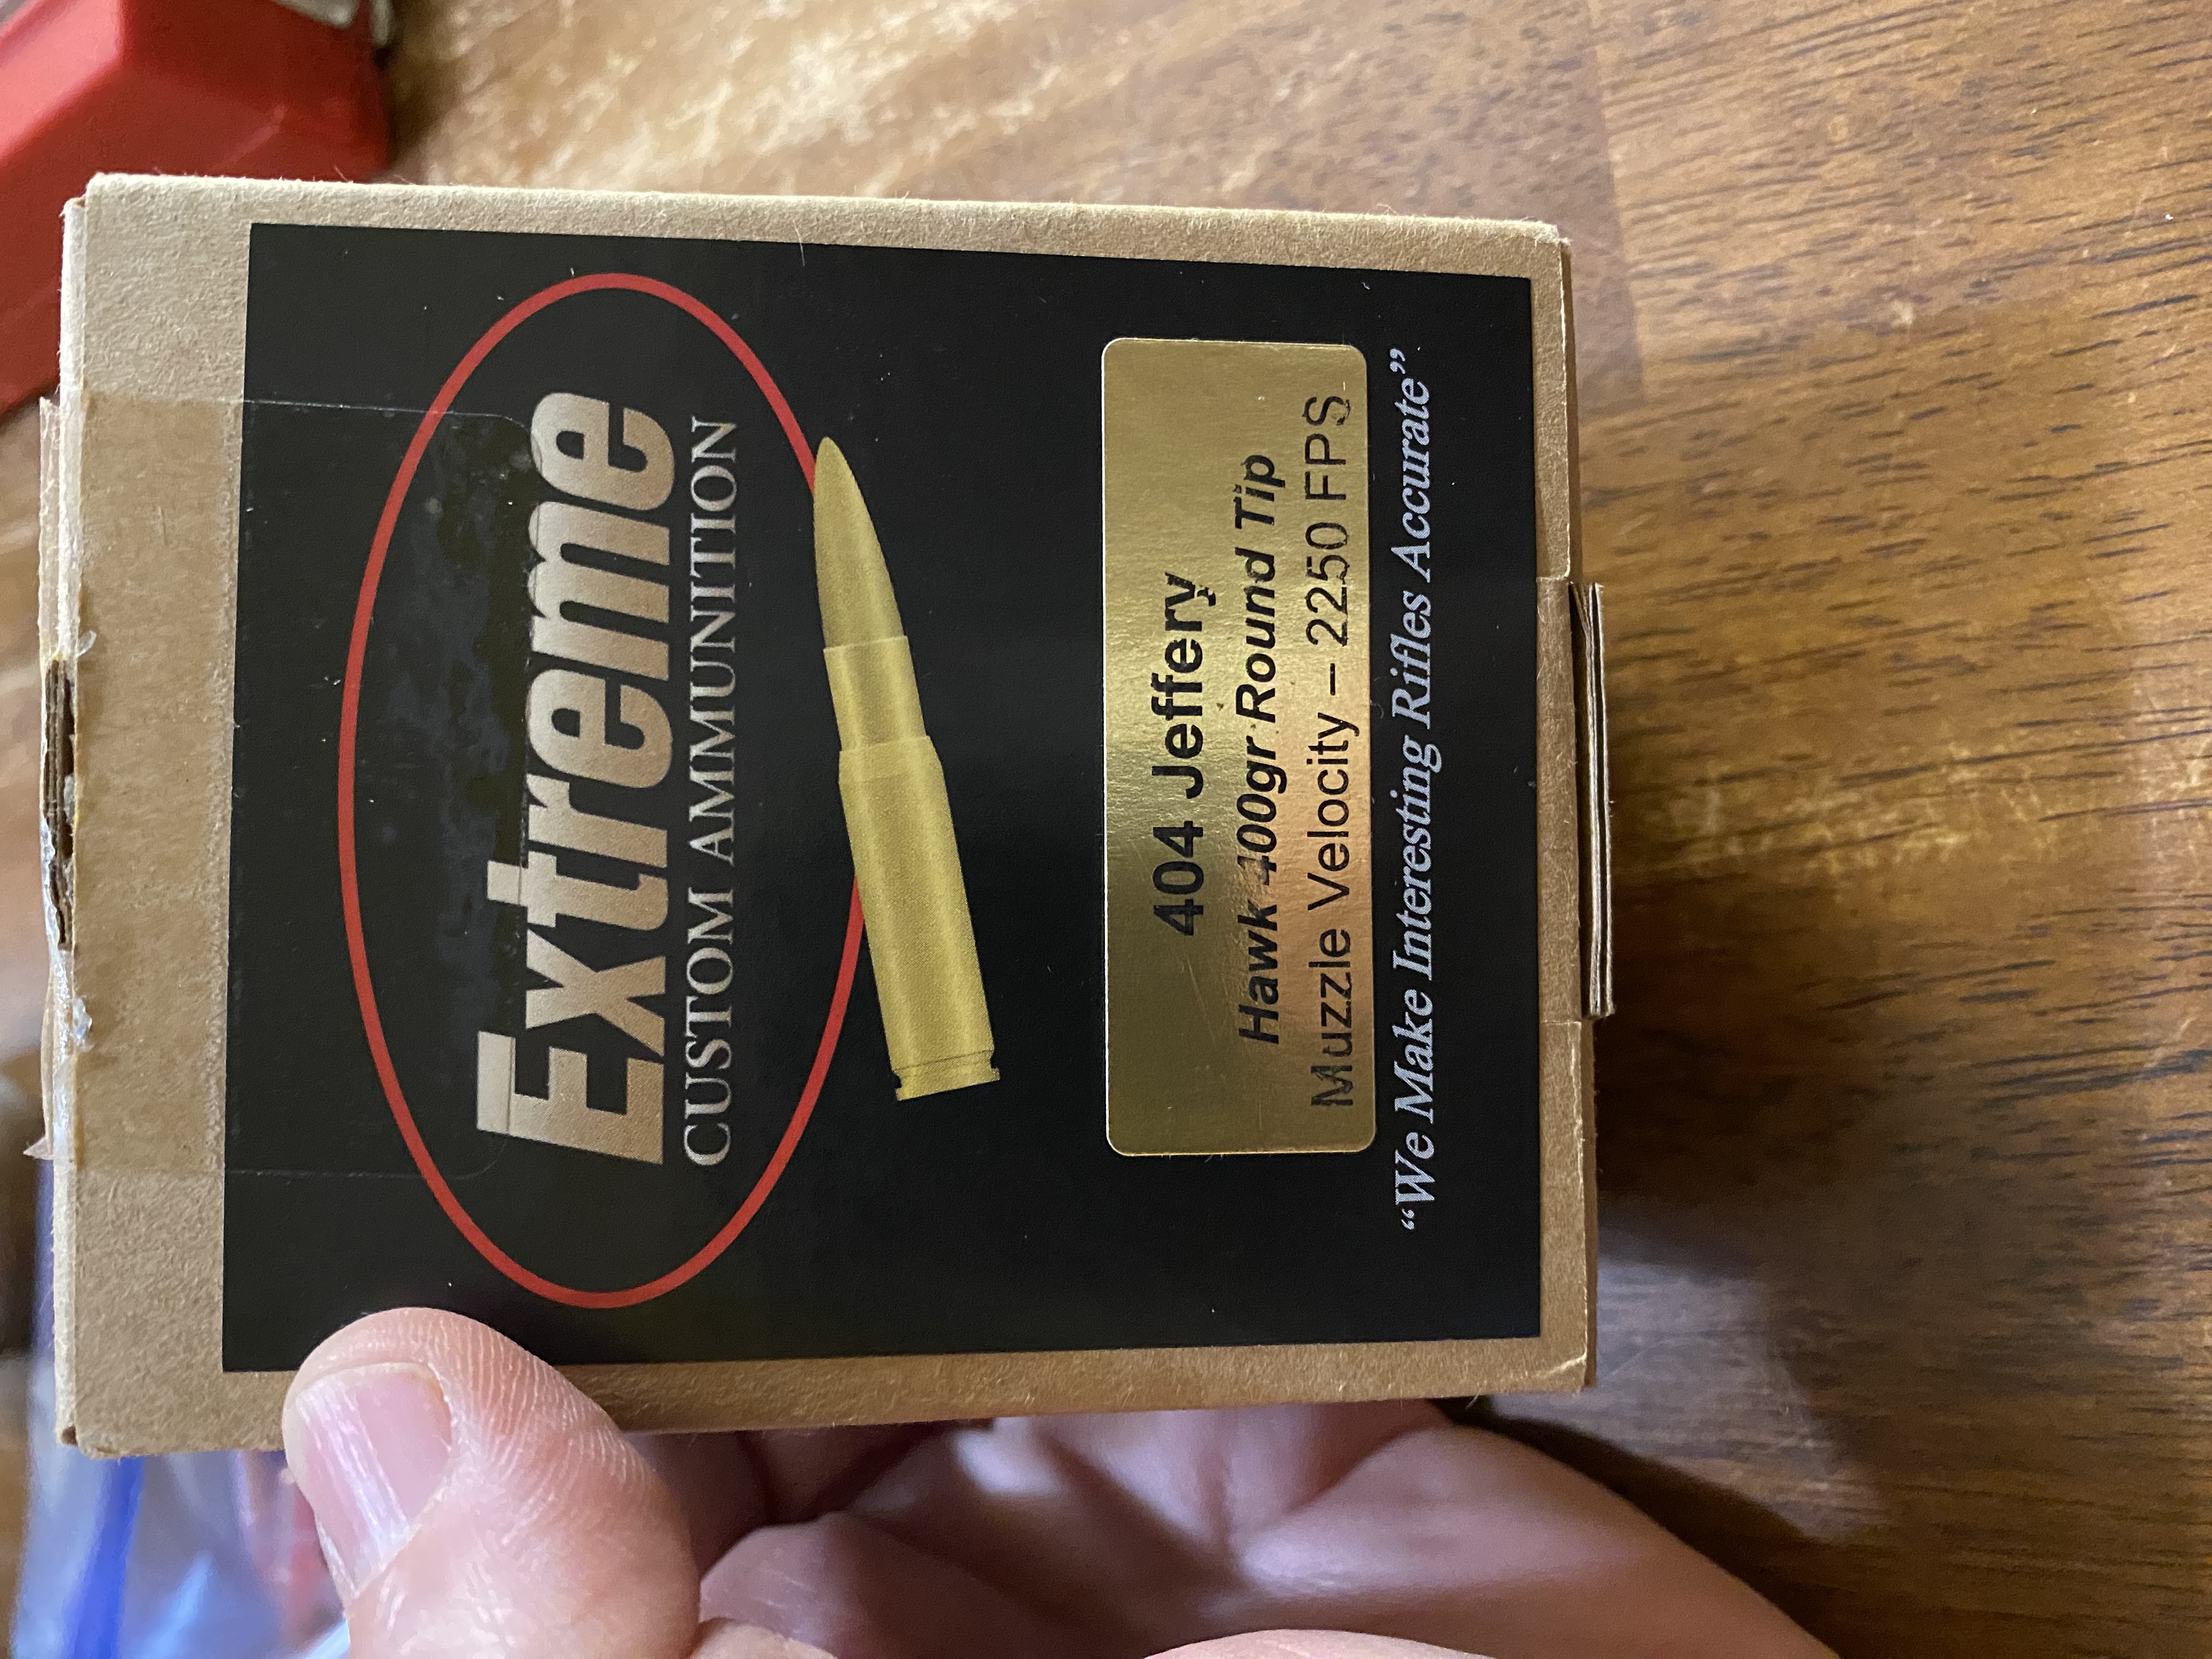 Extreme
CUSTOM AMMUNITION
404 Jeffery
Hawk 400gr Round Tip
Muzzle Velocity – 2250 FPS
“We Make Interesting Rifles Accurate”